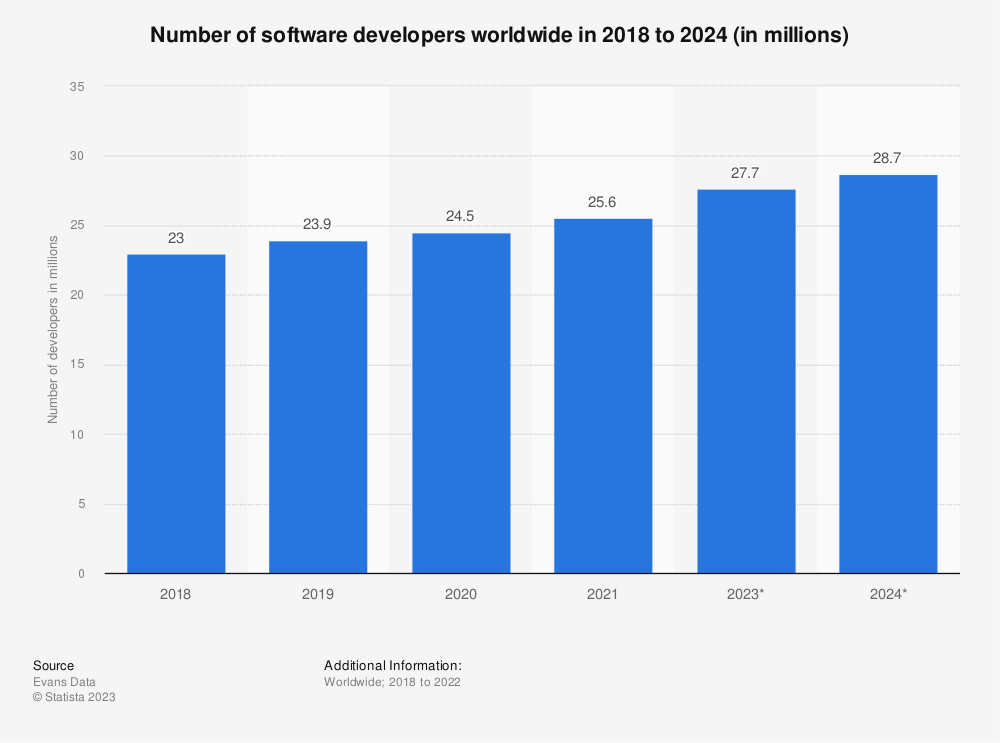 Number of software developers worldwide in 2018 to 2024 (in millions)
Number of developers in millions
35
30
25
20
15
10
5
0
23
23.9
24.5
25.6
27.7
28.7
2018
2019
2020
2021
2023*
2024*
Source
Evans Data
© Statista 2023
Additional Information:
Worldwide; 2018 to 2022